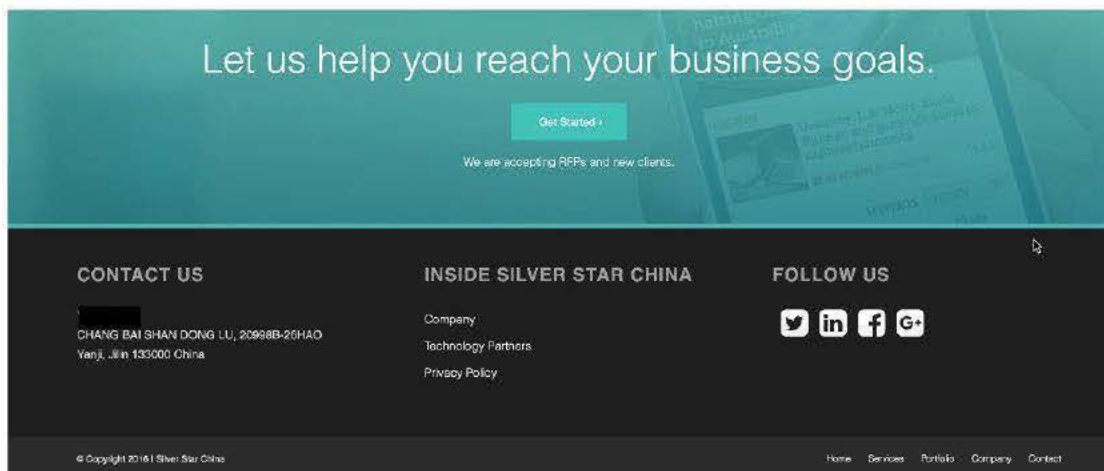 Let us help you reach your business goals.
Get Started ›
We are accepting RFPs and new clients.
CONTACT US
CHANG BAI SHAN DONG LU, 20998B-26HAO
Yanji, Jilin 133000 China
INSIDE SILVER STAR CHINA
Company
Technology Partners
Privacy Policy
FOLLOW US
in f G+
© Copyright 2016 | Silver Star China
Home Services Portfolio Company Contact